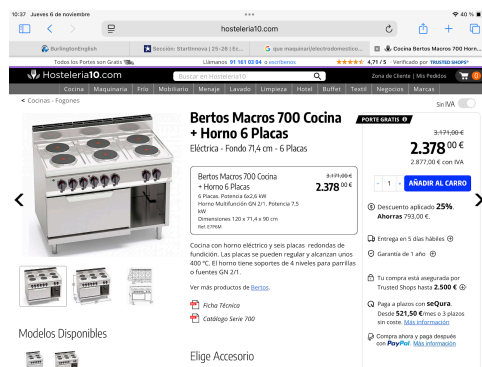 10:37 Jueves 6 de noviembre
40 %
hosteleria10.com
BurlingtonEnglish
Sección: Startinnova | 25-26 | Ec...
que maquinar|electrodomestico...
Cocina Bertos Macros 700 Horn...
Todos los Portes son Gratis
Llámanos 91 161 03 04 o escríbenos
4,71 / 5 Verificado por TRUSTED SHOPS®
Hosteleria10.com
Buscar en Hosteleria10
Zona de Cliente | Mis Pedidos
0
Cocina Maquinaria Frío Mobiliario Menaje Lavado Limpieza Hotel Buffet Textil Negocios Marcas
< Cocinas - Fogones
Sin IVA
Bertos Macros 700 Cocina
+ Horno 6 Placas
Eléctrica - Fondo 71,4 cm - 6 Placas
Bertos Macros 700 Cocina
+ Horno 6 Placas
3.171,00 €
2.378,00 €
6 Placas. Potencia 6x2,6 kW
Horno Multifunción GN 2/1. Potencia 7,5
kW
Dimensiones 120 x 71,4 x 90 cm
Ref. E7P6M
Cocina con horno eléctrico y seis placas redondas de
fundición. Las placas se pueden regular y alcanzan unos
400 °C. El horno tiene soportes de 4 niveles para parrillas
o fuentes GN 2/1.
Ver más productos de Bertos.
Ficha Técnica
Catálogo Serie 700
Elige Accesorio
Modelos Disponibles
PORTE GRATIS
3.171,00 €
2.378,00 €
2.877,00 € con IVA
- 1 +
AÑADIR AL CARRO
Descuento aplicado 25%.
Ahorras 793,00 €.
Entrega en 5 días hábiles
Garantía de 1 año
Tu compra está asegurada por
Trusted Shops hasta 2.500 €
Paga a plazos con seQura.
Desde 521,50 €/mes o 3 plazos
sin coste. Más información
Compra ahora y paga después
con PayPal Más información